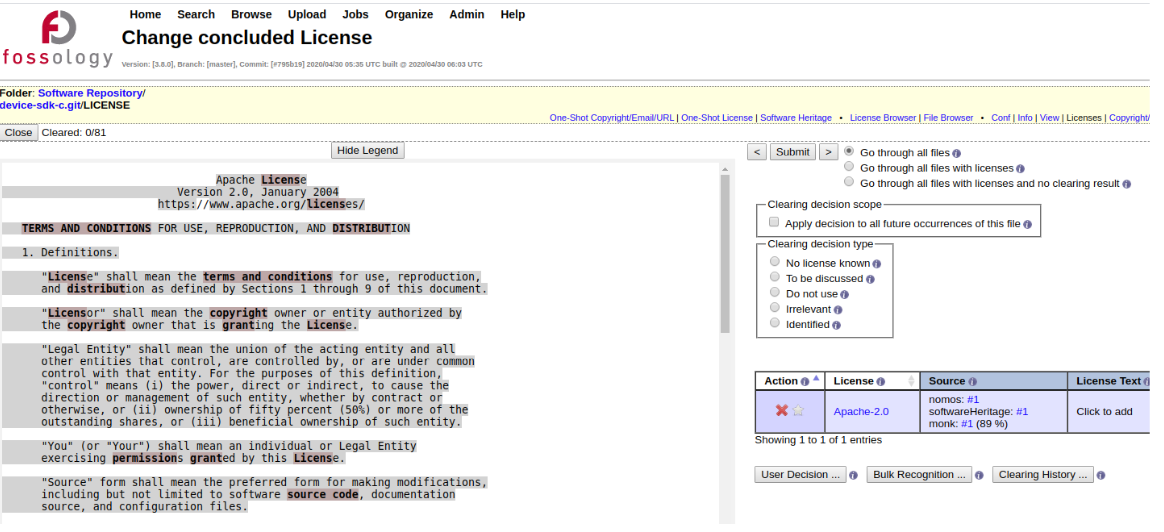 fossology
Home Search Browse Upload Jobs Organize Admin Help
Change concluded License
Version: [3.8.0], Branch: [master], Commit: [#795b19] 2020/04/30 05:35 UTC built @ 2020/04/30 06:03 UTC
Folder: Software Repository/
device-sdk-c.git/LICENSE
One-Shot Copyright/Email/URL | One-Shot License | Software Heritage • License Browser | File Browser • Conf | Info | View | Licenses | Copyright/
Close Cleared: 0/81
Hide Legend
Apache License
Version 2.0, January 2004
https://www.apache.org/licenses/
TERMS AND CONDITIONS FOR USE, REPRODUCTION, AND DISTRIBUTION
1. Definitions.
"License" shall mean the terms and conditions for use, reproduction,
and distribution as defined by Sections 1 through 9 of this document.
"Licensor" shall mean the copyright owner or entity authorized by
the copyright owner that is granting the License.
"Legal Entity" shall mean the union of the acting entity and all
other entities that control, are controlled by, or are under common
control with that entity. For the purposes of this definition,
"control" means (i) the power, direct or indirect, to cause the
direction or management of such entity, whether by contract or
otherwise, or (ii) ownership of fifty percent (50%) or more of the
outstanding shares, or (iii) beneficial ownership of such entity.
"You" (or "Your") shall mean an individual or Legal Entity
exercising permissions granted by this License.
"Source" form shall mean the preferred form for making modifications,
including but not limited to software source code, documentation
source, and configuration files.
< Submit > Go through all files
Go through all files with licenses
Go through all files with licenses and no clearing result
Clearing decision scope
Apply decision to all future occurrences of this file
Clearing decision type
No license known
To be discussed
Do not use
Irrelevant
Identified
Action License Source License Text
Apache-2.0
nomos: #1
softwareHeritage: #1
monk: #1 (89 %)
Click to add
Showing 1 to 1 of 1 entries
User Decision ... Bulk Recognition ... Clearing History ...